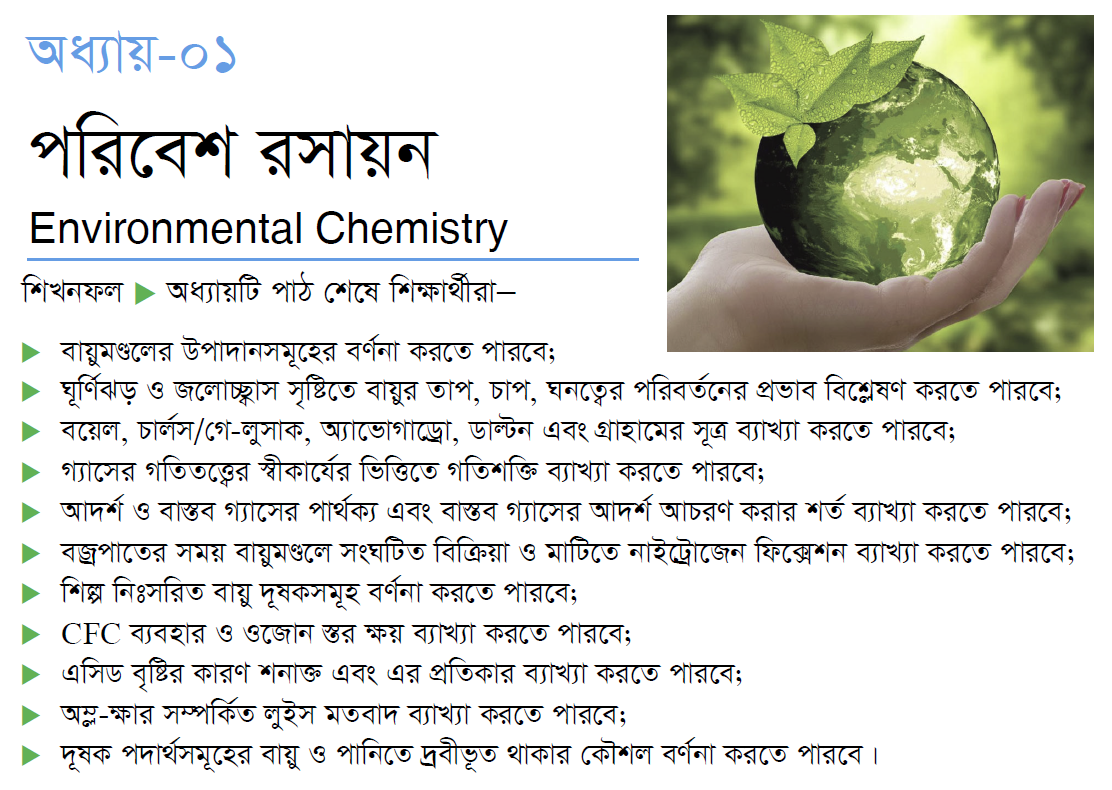 অধ্যায়-০১
পরিবেশ রসায়ন
Environmental Chemistry
শিখনফল ▶ অধ্যায়টি পাঠ শেষে শিক্ষার্থীরা–
▶ বায়ুমণ্ডলের উপাদানসমূহের বর্ণনা করতে পারবে;
▶ ঘূর্ণিঝড় ও জলোচ্ছ্বাস সৃষ্টিতে বায়ুর তাপ, চাপ, ঘনত্বের পরিবর্তনের প্রভাব বিশ্লেষণ করতে পারবে;
▶ বয়েল, চার্লস/গে-লুসাক, অ্যাভোগাড্রো, ডাল্টন এবং গ্রাহামের সূত্র ব্যাখ্যা করতে পারবে;
▶ গ্যাসের গতিতত্ত্বের স্বীকার্যের ভিত্তিতে গতিশক্তি ব্যাখ্যা করতে পারবে;
▶ আদর্শ ও বাস্তব গ্যাসের পার্থক্য এবং বাস্তব গ্যাসের আদর্শ আচরণ করার শর্ত ব্যাখ্যা করতে পারবে;
▶ বজ্রপাতের সময় বায়ুমণ্ডলে সংঘটিত বিক্রিয়া ও মাটিতে নাইট্রোজেন ফিক্সেশন ব্যাখ্যা করতে পারবে;
▶ শিল্প নিঃসরিত বায়ু দূষকসমূহ বর্ণনা করতে পারবে;
▶ CFC ব্যবহার ও ওজোন স্তর ক্ষয় ব্যাখ্যা করতে পারবে;
▶ এসিড বৃষ্টির কারণ শনাক্ত এবং এর প্রতিকার ব্যাখ্যা করতে পারবে;
▶ অম্ল-ক্ষার সম্পর্কিত লুইস মতবাদ ব্যাখ্যা করতে পারবে;
▶ দূষক পদার্থসমূহের বায়ু ও পানিতে দ্রবীভূত থাকার কৌশল বর্ণনা করতে পারবে।